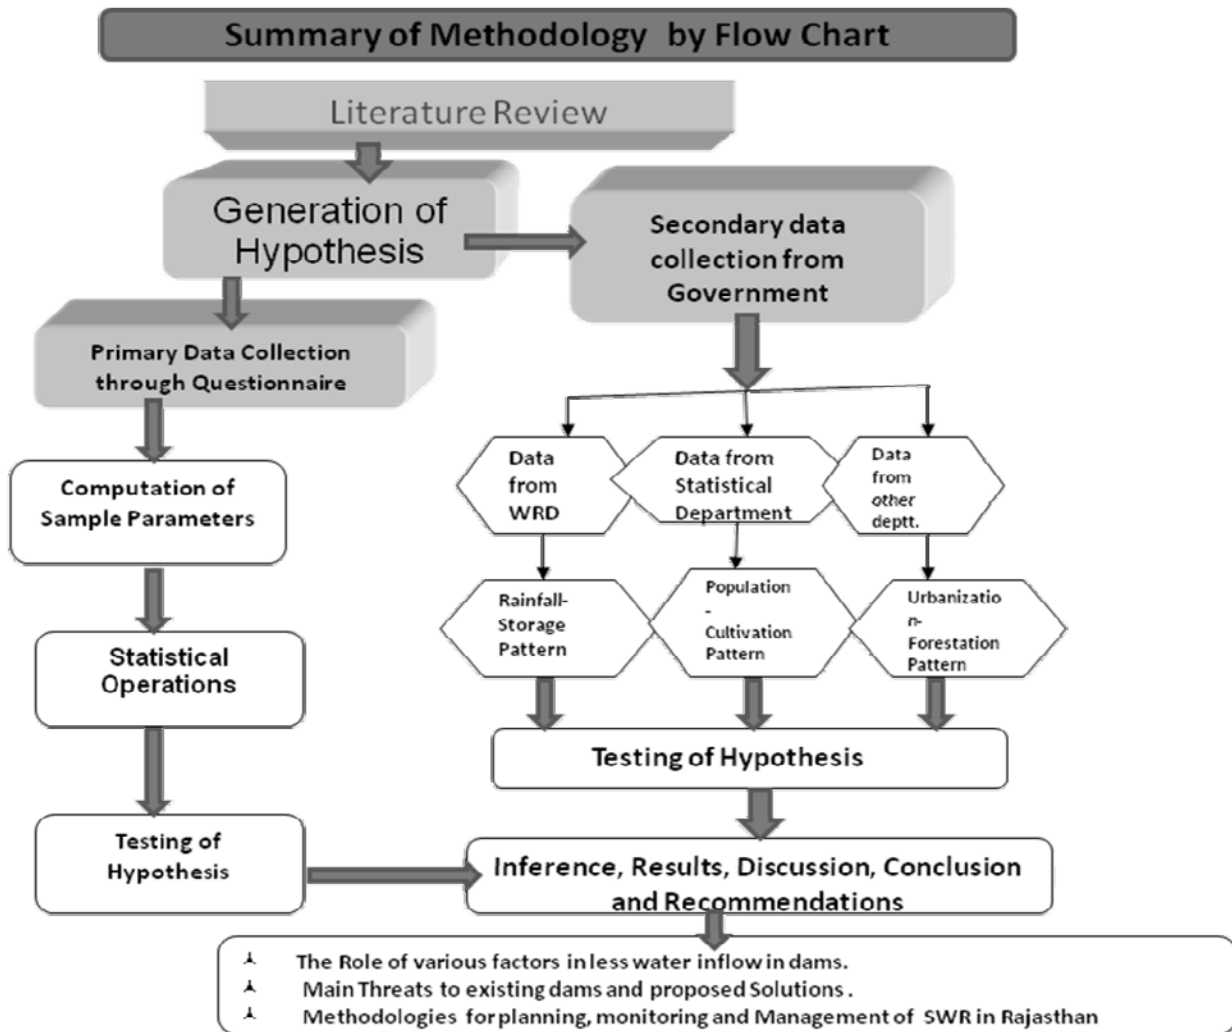 Summary of Methodology by Flow Chart
Literature Review
Generation of
Hypothesis
Secondary data
collection from
Government
Primary Data Collection
through Questionnaire
Computation of
Sample Parameters
Statistical
Operations
Testing of
Hypothesis
Data
from
WRD
Data from
Statistical
Department
Data
from
other
deptt.
Rainfall-
Storage
Pattern
Population
-
Cultivation
Pattern
Urbanizatio
n-
Forestation
Pattern
Testing of Hypothesis
Inference, Results, Discussion, Conclusion
and Recommendations
The Role of various factors in less water inflow in dams.
Main Threats to existing dams and proposed Solutions .
Methodologies for planning, monitoring and Management of SWR in Rajasthan